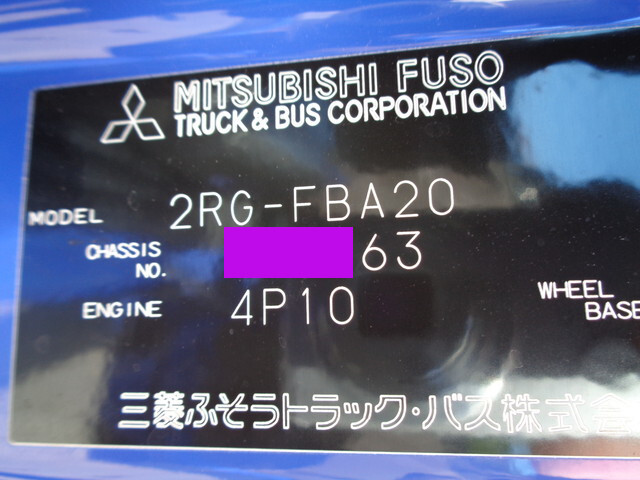 MITSUBISHI FUSO
TRUCK & BUS CORPORATION
MODEL 2RG-FBA20
CHASSIS NO. 63
ENGINE 4P10
WHEEL BASE
三菱ふそうトラック・バス株式会